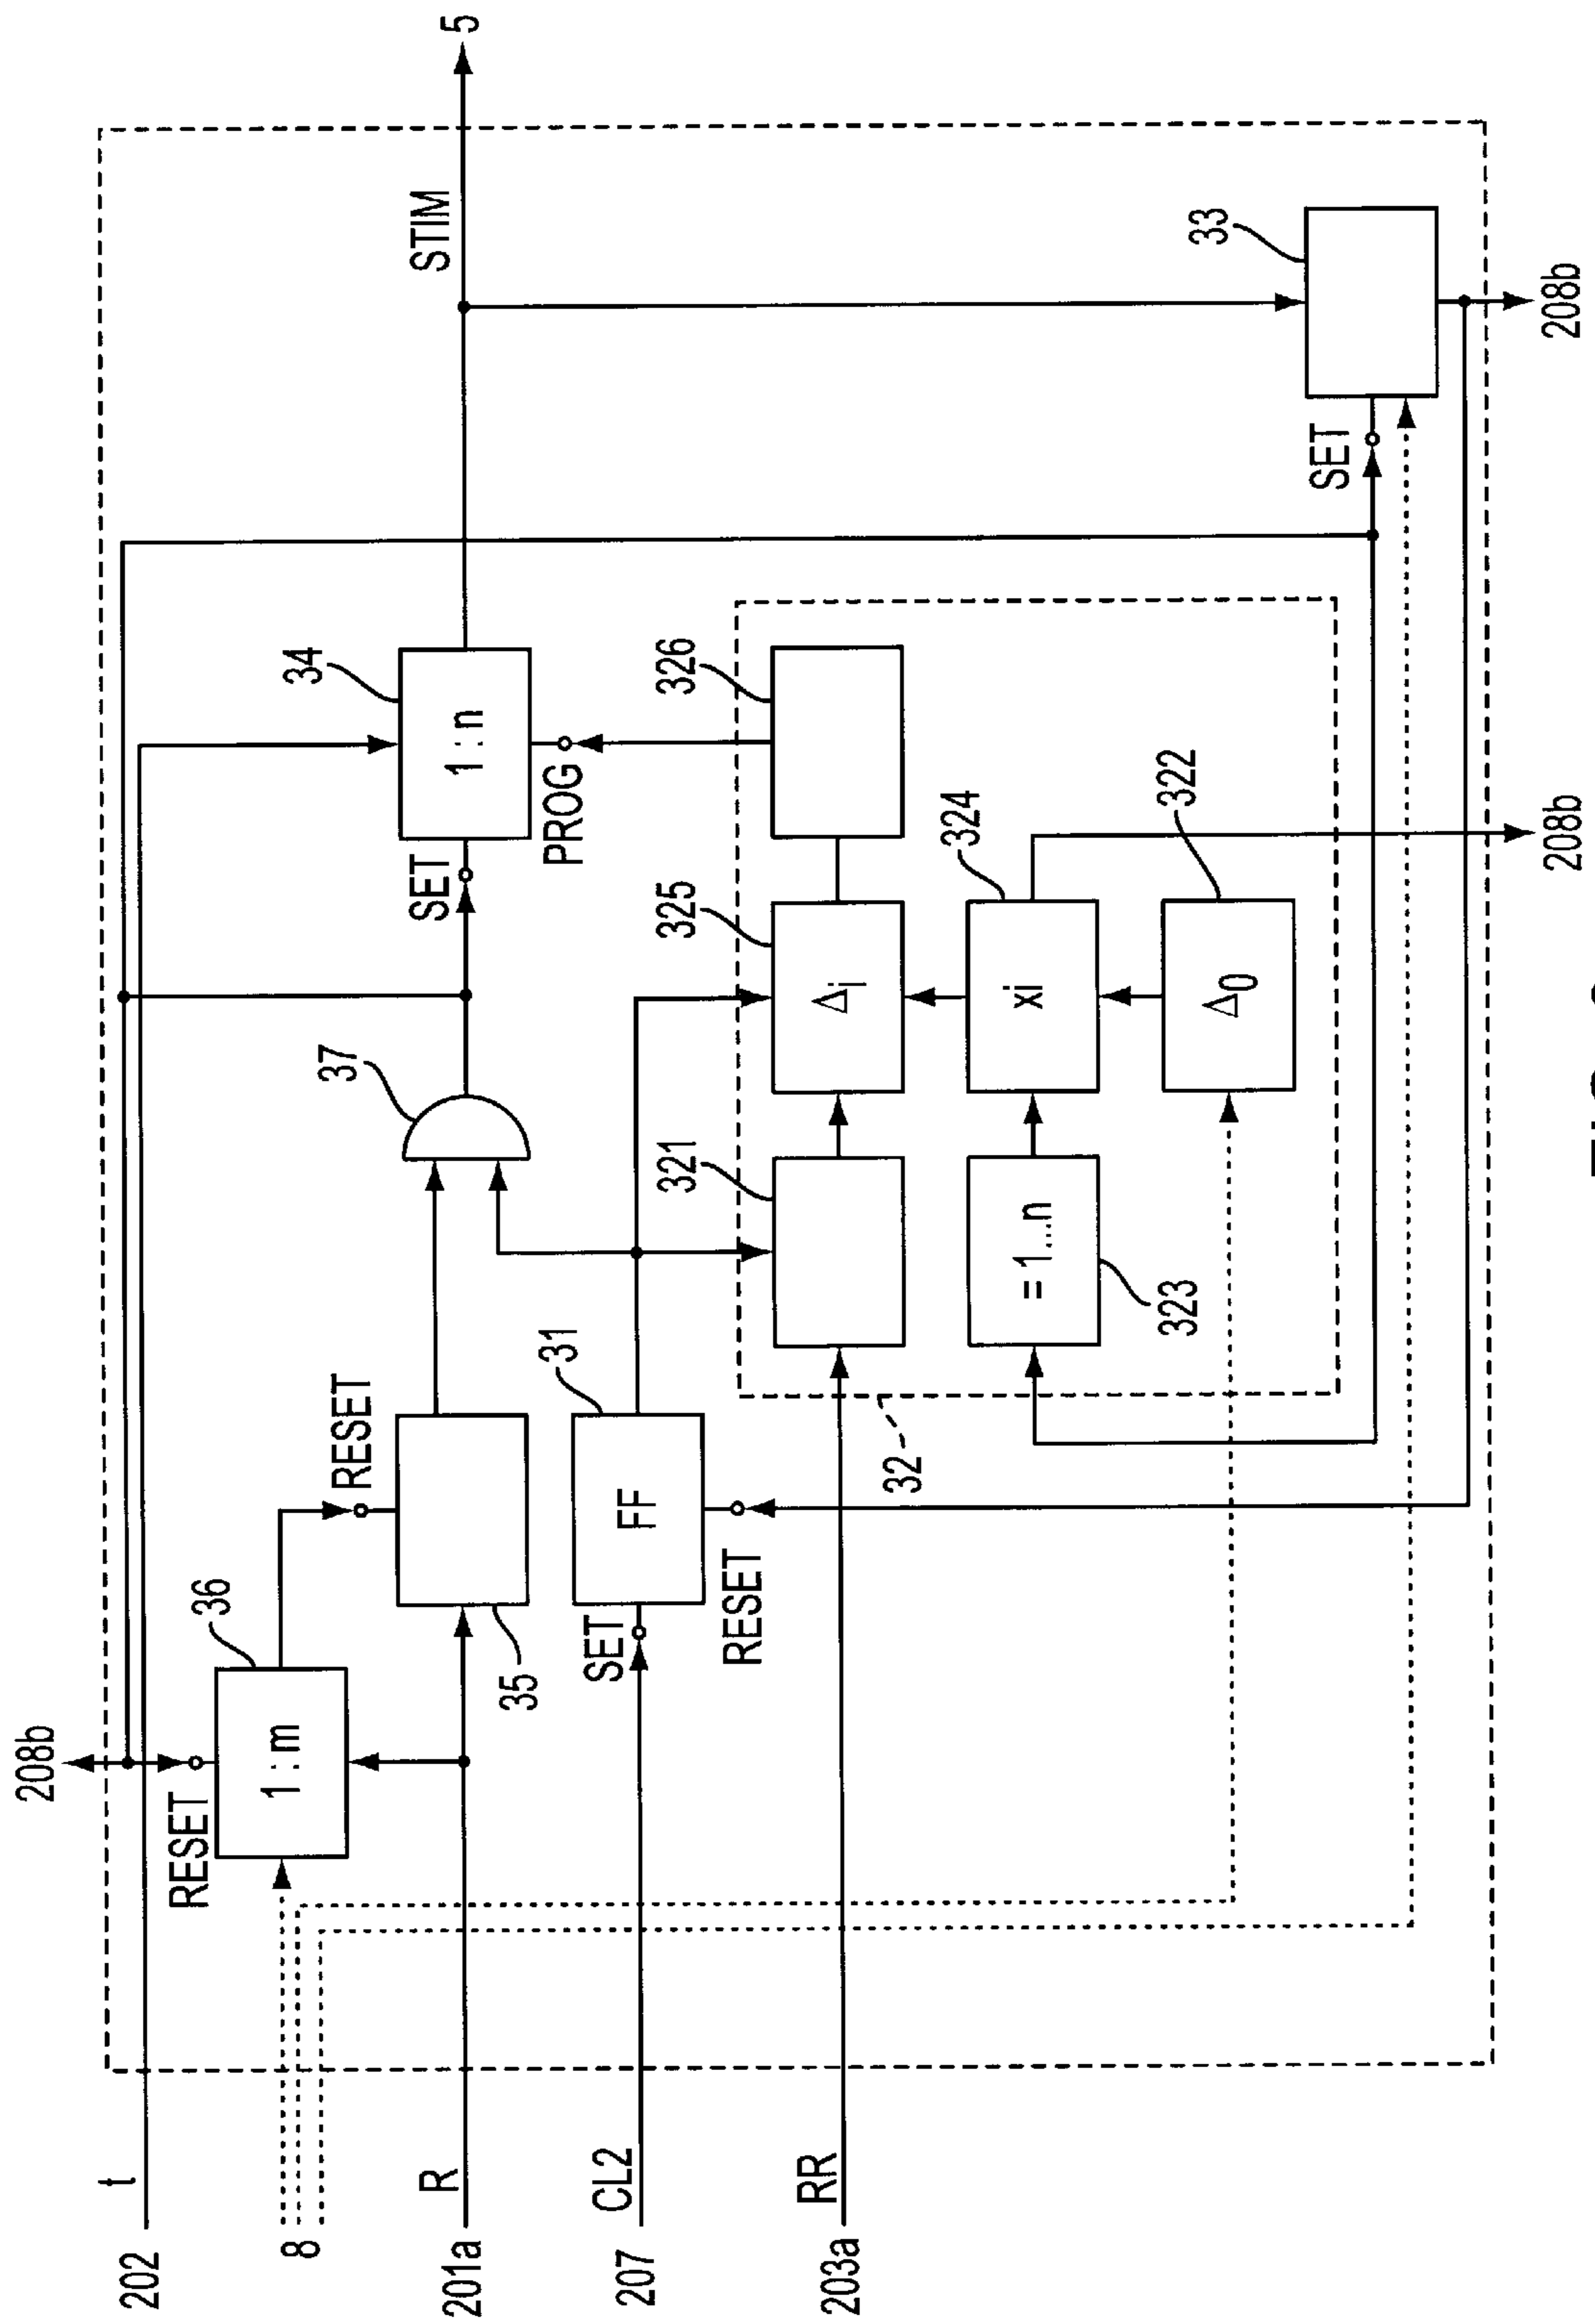 5
STIM
33
208b
SET
34
1:n
SET
PROG
326
325
Δi
324
xi
322
Δ0
208b
37
321
= 1...n
323
31
FF
SET
RESET
32
RESET
35
36
1:m
RESET
208b
202
t
8
201a
R
207
CL2
203a
RR